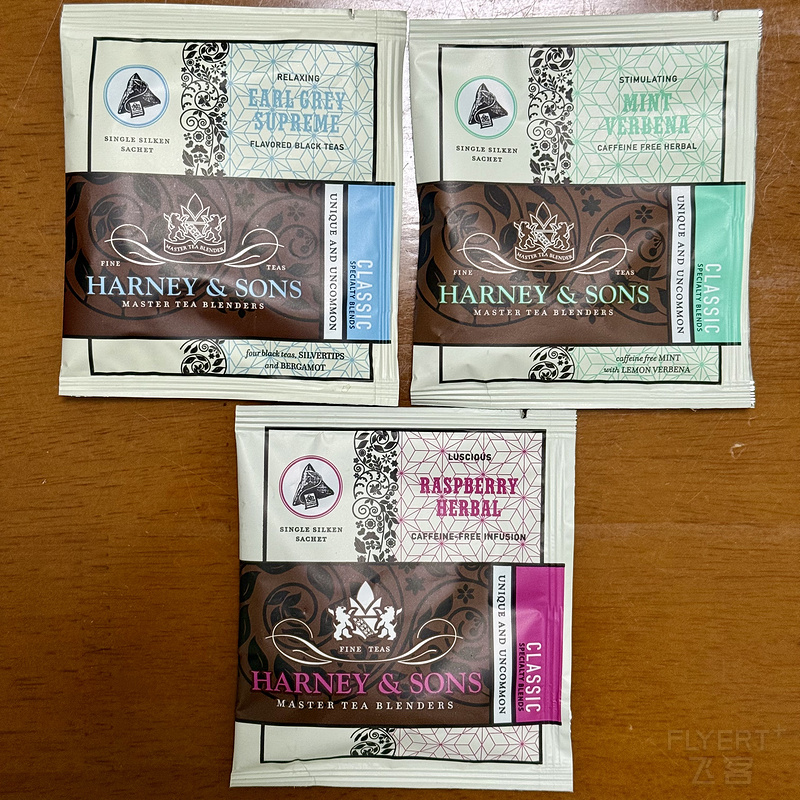 RELAXING
EARL GREY
SUPREME
FLAVORED BLACK TEAS
SINGLE SILKEN
SACHET
MASTER TEA BLENDER
FINE TEAS
HARNEY & SONS
MASTER TEA BLENDERS
UNIQUE AND UNCOMMON
CLASSIC
SPECIALTY BLENDS
four black teas, SILVERTIPS
and BERGAMOT
STIMULATING
MINT
VERBENA
CAFFEINE FREE HERBAL
SINGLE SILKEN
SACHET
MASTER TEA BLENDER
FINE TEAS
HARNEY & SONS
MASTER TEA BLENDERS
UNIQUE AND UNCOMMON
CLASSIC
SPECIALTY BLENDS
caffeine free MINT
with LEMON VERBENA
LUSCIOUS
RASPBERRY
HERBAL
CAFFEINE-FREE INFUSION
SINGLE SILKEN
SACHET
FINE TEAS
HARNEY & SONS
MASTER TEA BLENDERS
UNIQUE AND UNCOMMON
CLASSIC
SPECIALTY BLENDS
FLYERT+
飞客